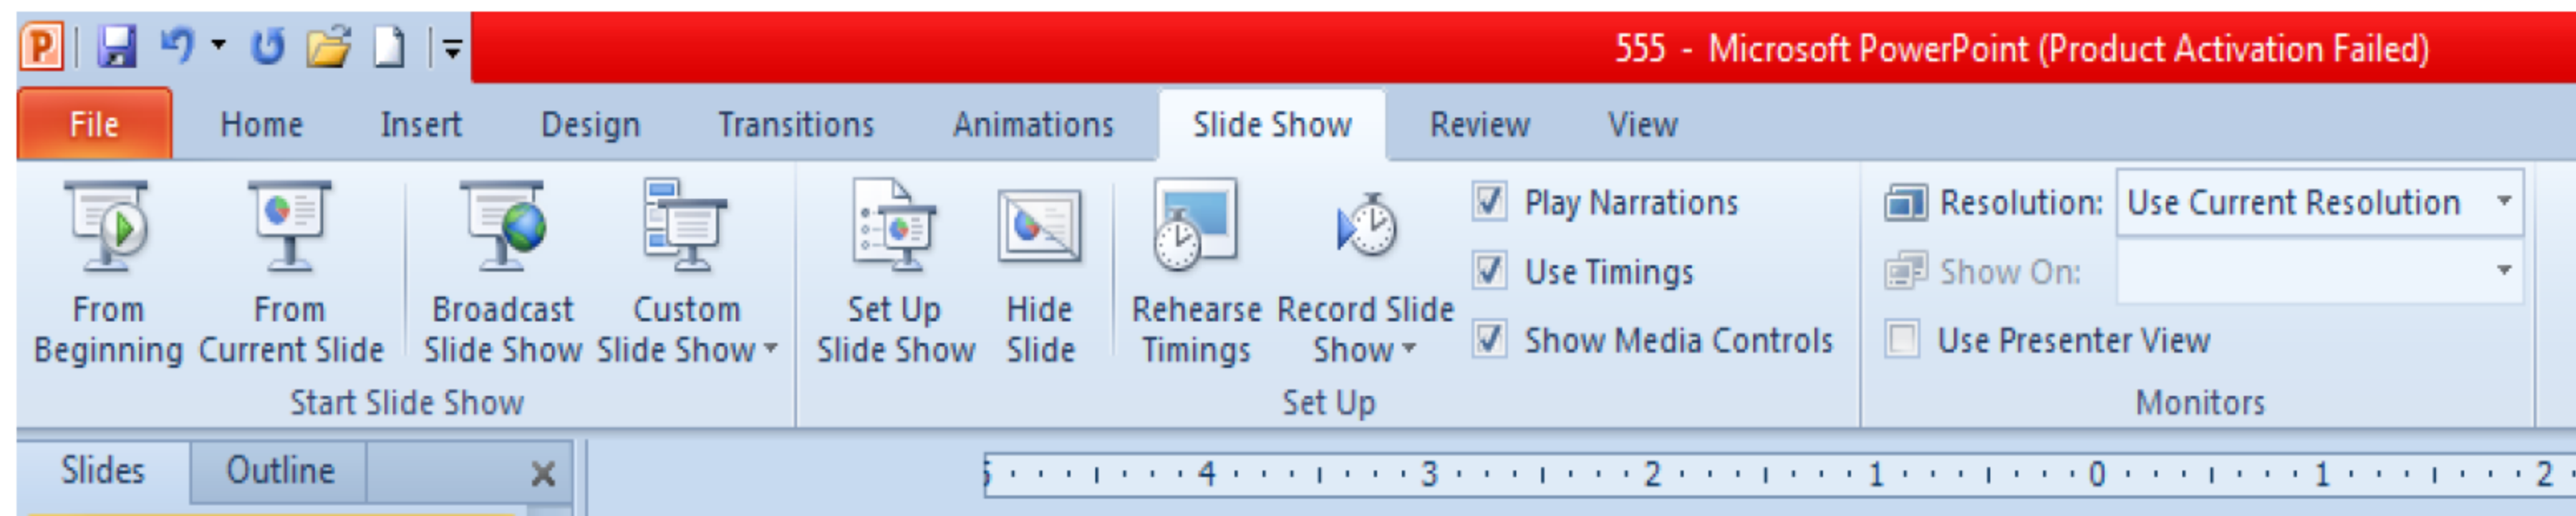 555 - Microsoft PowerPoint (Product Activation Failed)
File Home Insert Design Transitions Animations Slide Show Review View
From Beginning
From Current Slide
Broadcast Slide Show
Custom Slide Show
Set Up Slide Show
Hide Slide
Rehearse Timings
Record Slide Show
Play Narrations
Use Timings
Show Media Controls
Resolution: Use Current Resolution
Show On:
Use Presenter View
Start Slide Show
Set Up
Monitors
Slides Outline
5 4 3 2 1 0 1 2